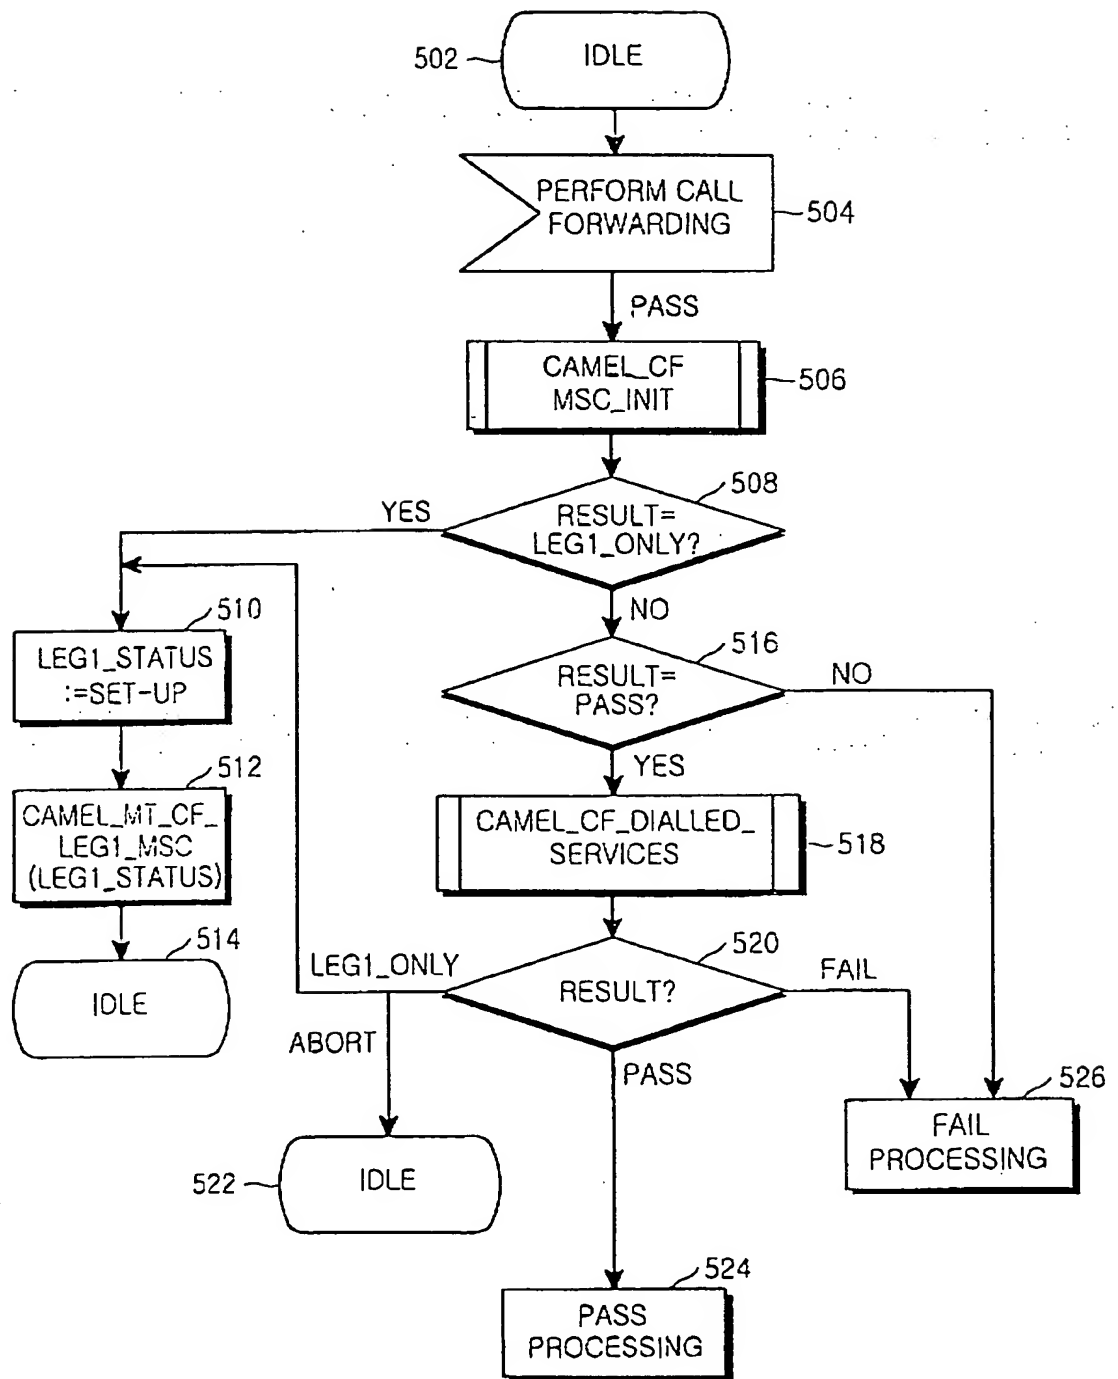 502
IDLE
PERFORM CALL
FORWARDING
504
PASS
CAMEL_CF
MSC_INIT
506
508
YES
RESULT=
LEG1_ONLY?
NO
510
LEG1_STATUS
:=SET-UP
516
RESULT=
PASS?
NO
YES
512
CAMEL_MT_CF_
LEG1_MSC
(LEG1_STATUS)
CAMEL_CF_DIALLED_
SERVICES
518
514
IDLE
520
LEG1_ONLY
RESULT?
FAIL
ABORT
PASS
526
FAIL
PROCESSING
522
IDLE
524
PASS
PROCESSING